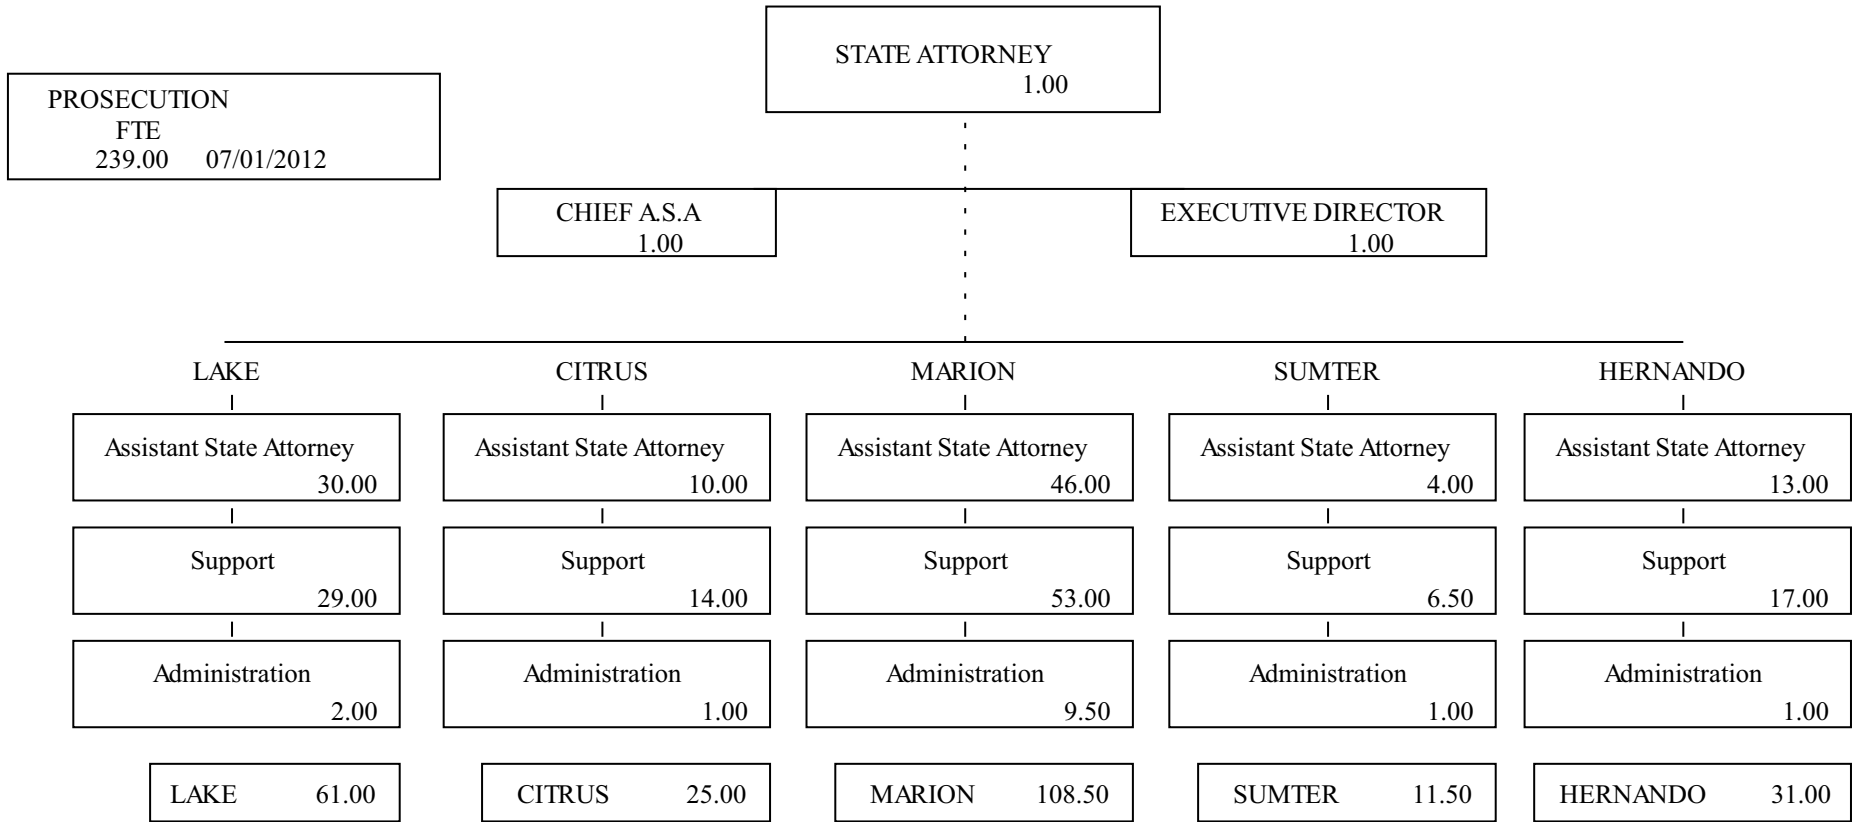 STATE ATTORNEY
1.00
PROSECUTION
FTE
239.00 07/01/2012
CHIEF A.S.A
1.00
EXECUTIVE DIRECTOR
1.00
LAKE CITRUS MARION SUMTER HERNANDO
Assistant State Attorney Assistant State Attorney Assistant State Attorney Assistant State Attorney Assistant State Attorney
30.00 10.00 46.00 4.00 13.00
Support Support Support Support Support
29.00 14.00 53.00 6.50 17.00
Administration Administration Administration Administration Administration
2.00 1.00 9.50 1.00 1.00
LAKE 61.00 CITRUS 25.00 MARION 108.50 SUMTER 11.50 HERNANDO 31.00